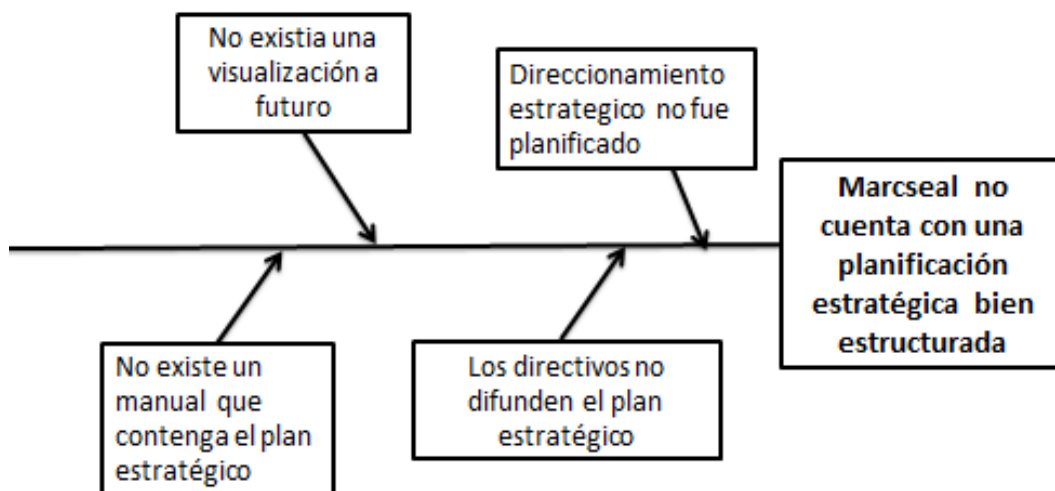 No existia una
visualización a
futuro
Direccionamiento
estrategico no fue
planificado
Marcseal no
cuenta con una
planificación
estratégica bien
estructurada
No existe un
manual que
contenga el plan
estratégico
Los directivos no
difunden el plan
estratégico